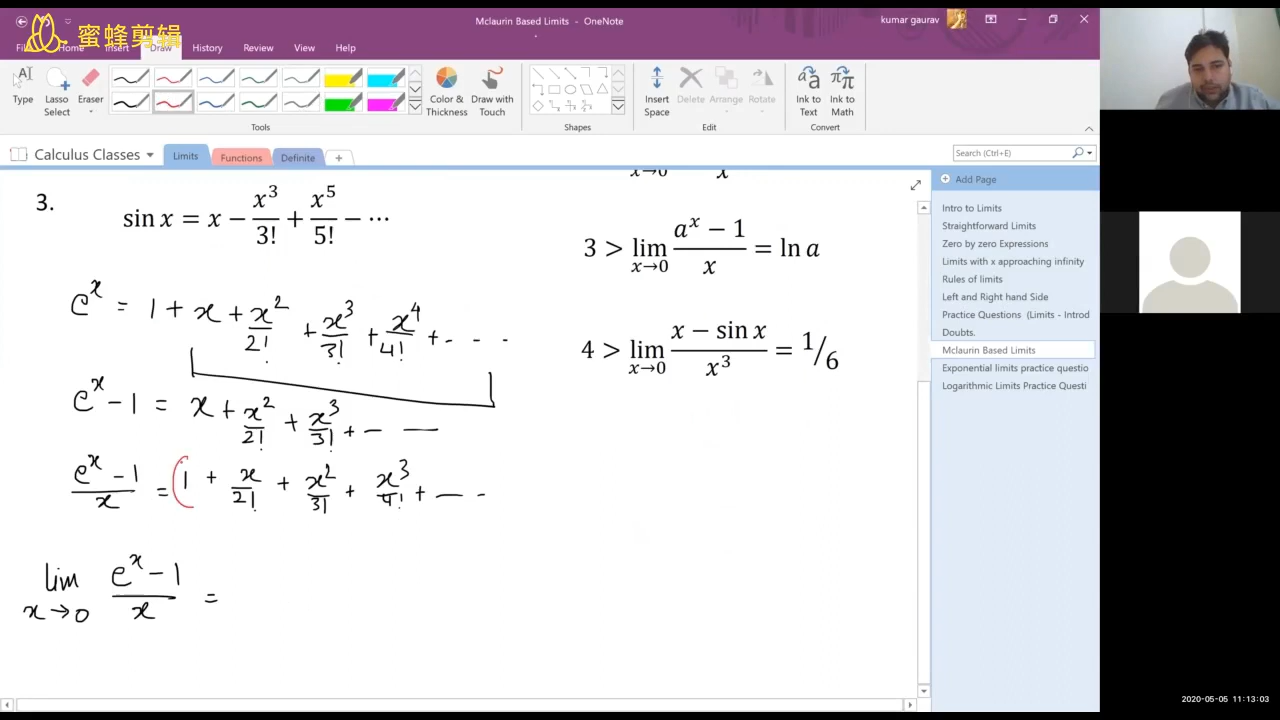 Mclaurin Based Limits - OneNote
kumar gaurav
蜜蜂剪辑
Home Insert Draw History Review View Help
Type
Lasso Select
Eraser
Color & Thickness
Draw with Touch
Insert Space
Delete
Arrange
Rotate
Ink to Text
Ink to Math
Tools
Shapes
Edit
Convert
Calculus Classes
Limits
Functions
Definite
Search (Ctrl+E)
3.
sin x = x − x³/3! + x⁵/5! − ⋯
eˣ = 1 + x + x²/2! + x³/3! + x⁴/4! + - - -
eˣ - 1 = x + x²/2! + x³/3! + — —
(eˣ - 1)/x = (1 + x/2! + x²/3! + x³/4! + — -
lim x→0 (eˣ - 1)/x =
x→0 x
3 > lim x→0 (aˣ − 1)/x = ln a
4 > lim x→0 (x − sin x)/x³ = 1/6
Add Page
Intro to Limits
Straightforward Limits
Zero by zero Expressions
Limits with x approaching infinity
Rules of limits
Left and Right hand Side
Practice Questions (Limits - Introd
Doubts.
Mclaurin Based Limits
Exponential limits practice questio
Logarithmic Limits Practice Questi
2020-05-05 11:13:03